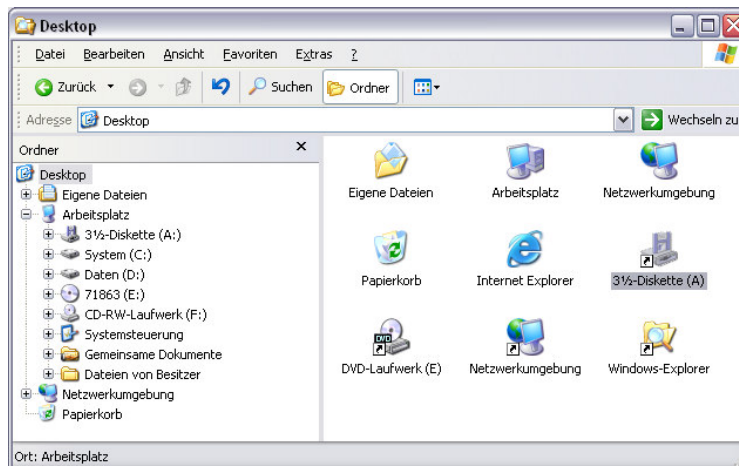 Desktop
Datei Bearbeiten Ansicht Favoriten Extras ?
Zurück Suchen Ordner
Adresse Desktop Wechseln zu
Ordner
Desktop
Eigene Dateien
Arbeitsplatz
3½-Diskette (A:)
System (C:)
Daten (D:)
71863 (E:)
CD-RW-Laufwerk (F:)
Systemsteuerung
Gemeinsame Dokumente
Dateien von Besitzer
Netzwerkumgebung
Papierkorb
Eigene Dateien Arbeitsplatz Netzwerkumgebung
Papierkorb Internet Explorer 3½-Diskette (A)
DVD
DVD-Laufwerk (E) Netzwerkumgebung Windows-Explorer
Ort: Arbeitsplatz